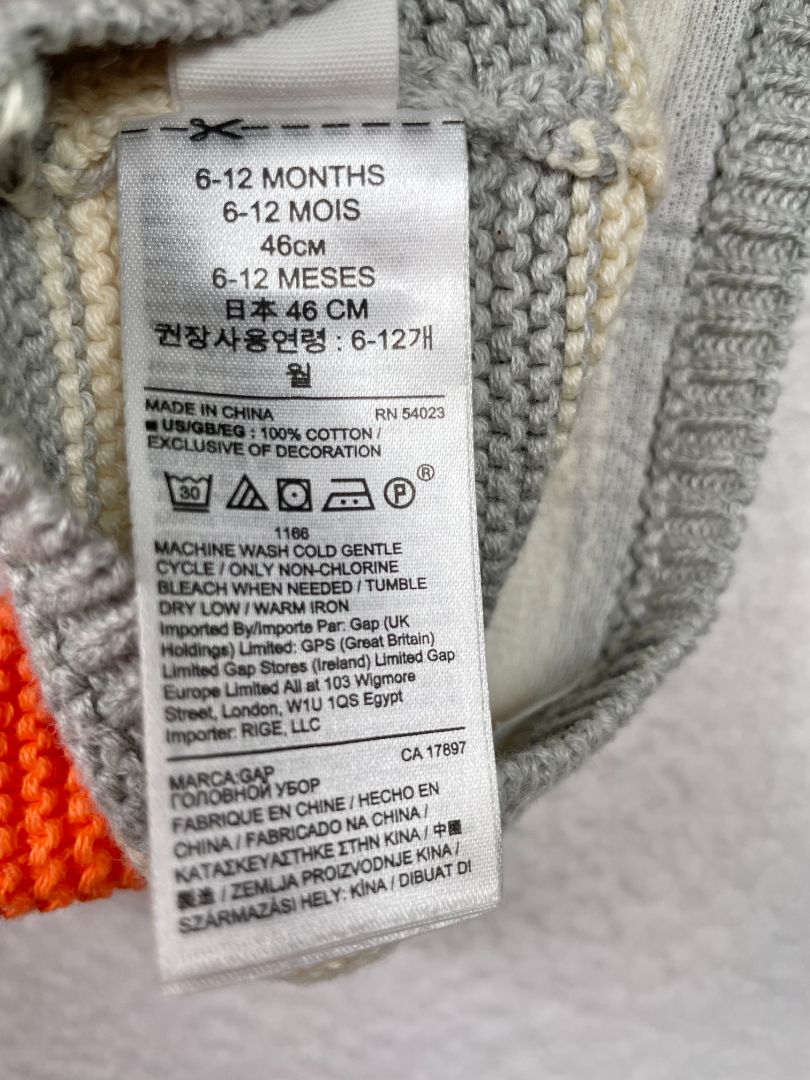 6-12 MONTHS
6-12 MOIS
46CM
6-12 MESES
日本 46 CM
권장사용연령 : 6-12개
월
MADE IN CHINA RN 54023
US/GB/EG : 100% COTTON /
EXCLUSIVE OF DECORATION
30 P ®
1166
MACHINE WASH COLD GENTLE
CYCLE / ONLY NON-CHLORINE
BLEACH WHEN NEEDED / TUMBLE
DRY LOW / WARM IRON
Imported By/Importe Par: Gap (UK
Holdings) Limited: GPS (Great Britain)
Limited Gap Stores (Ireland) Limited Gap
Europe Limited All at 103 Wigmore
Street, London, W1U 1QS Egypt
Importer: RIGE, LLC
CA 17897
MARCA:GAP
ГОЛОВНОЙ УБОР
FABRIQUE EN CHINE / HECHO EN
CHINA / FABRICADO NA CHINA /
ΚΑΤΑΣΚΕΥΑΣΤΗΚΕ ΣΤΗΝ ΚΙΝΑ / 中國
製造 / ZEMLJA PROIZVODNJE KINA /
SZÁRMAZÁSI HELY: KÍNA / DIBUAT DI